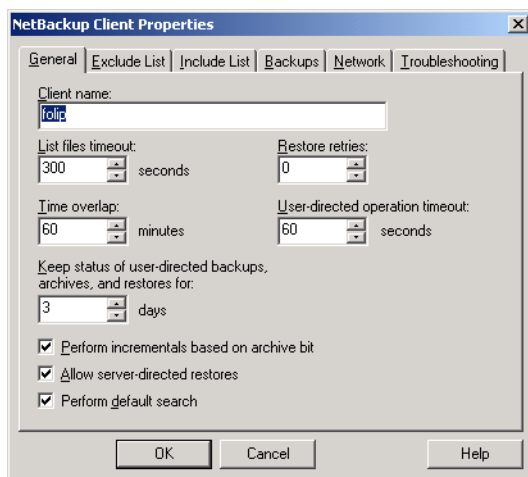 NetBackup Client Properties
General Exclude List Include List Backups Network Troubleshooting
Client name:
folip
List files timeout: Restore retries:
300 seconds 0
Time overlap: User-directed operation timeout:
60 minutes 60 seconds
Keep status of user-directed backups,
archives, and restores for:
3 days
Perform incrementals based on archive bit
Allow server-directed restores
Perform default search
OK Cancel Help